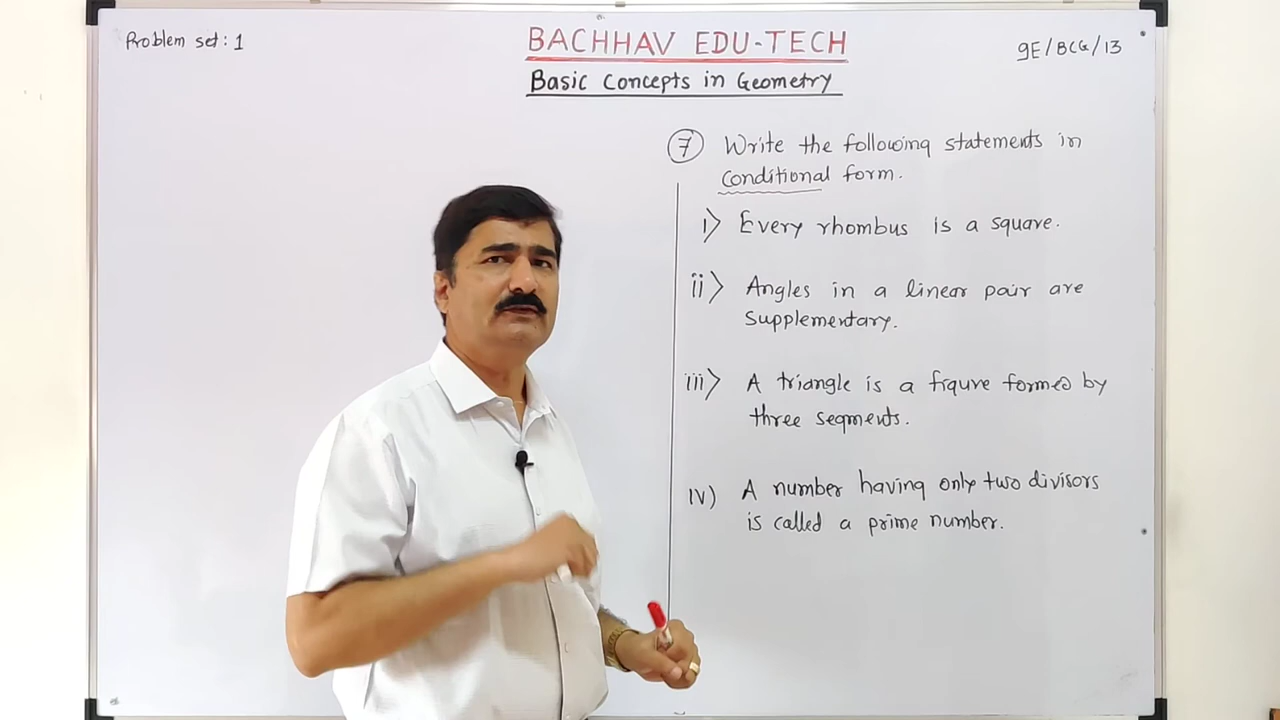 Problem set: 1
BACHHAV EDU-TECH
9E/BCG/13
Basic Concepts in Geometry
7 Write the following statements in
conditional form.
i) Every rhombus is a square.
ii) Angles in a linear pair are
supplementary.
iii) A triangle is a figure formed by
three segments.
iv) A number having only two divisors
is called a prime number.